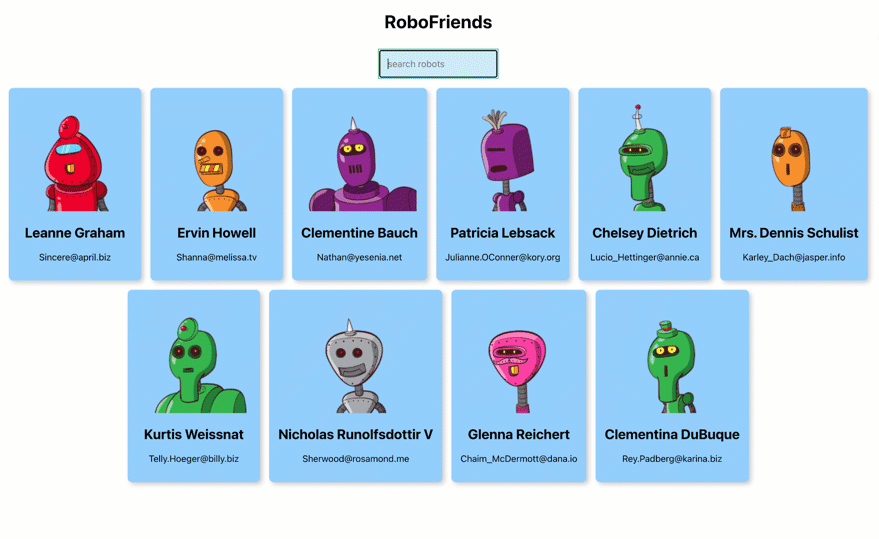 RoboFriends
search robots
Leanne Graham
Sincere@april.biz
Ervin Howell
Shanna@melissa.tv
Clementine Bauch
Nathan@yesenia.net
Patricia Lebsack
Julianne.OConner@kory.org
Chelsey Dietrich
Lucio_Hettinger@annie.ca
Mrs. Dennis Schulist
Karley_Dach@jasper.info
Kurtis Weissnat
Telly.Hoeger@billy.biz
Nicholas Runolfsdottir V
Sherwood@rosamond.me
Glenna Reichert
Chaim_McDermott@dana.io
Clementina DuBuque
Rey.Padberg@karina.biz